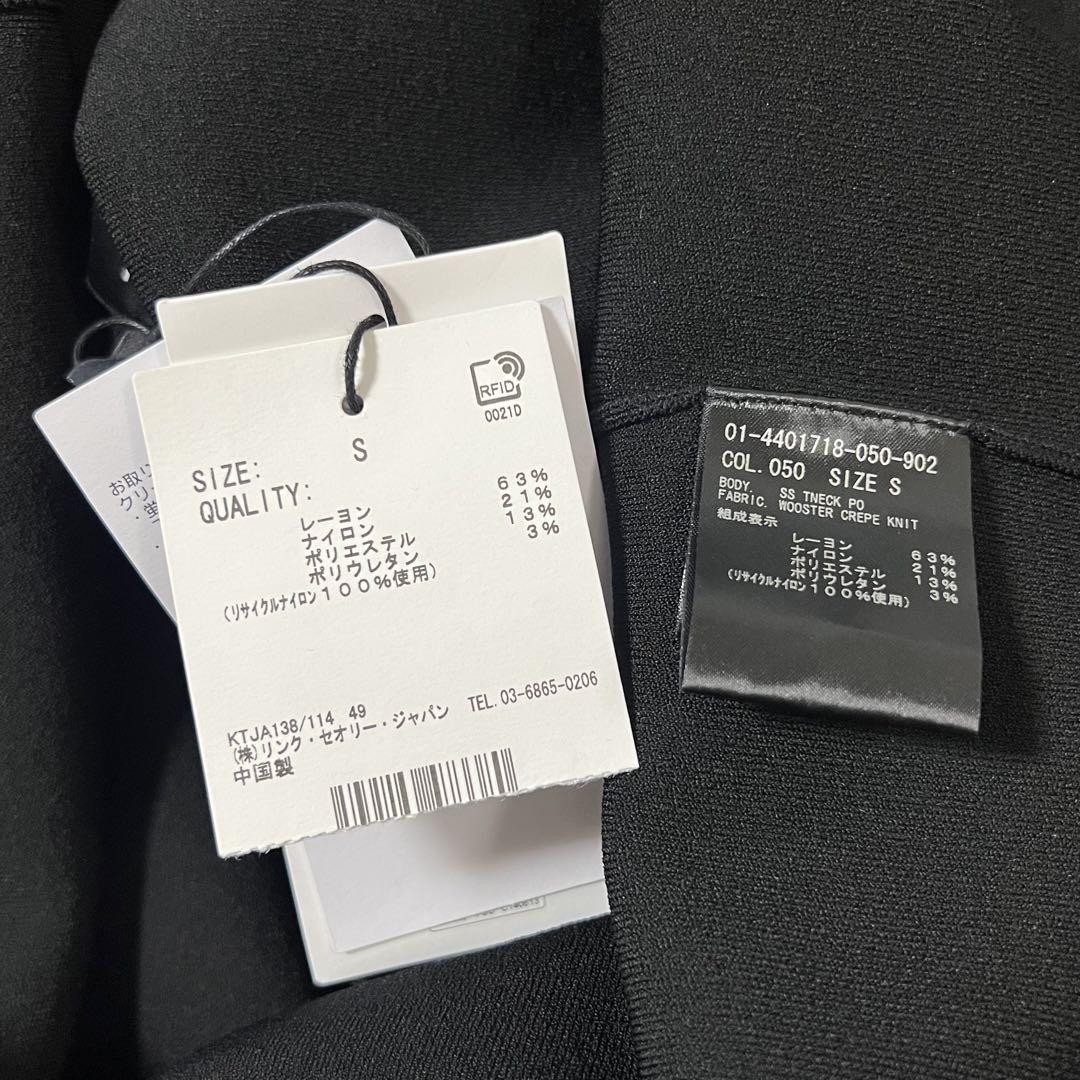 RFID
0021D
SIZE: S
QUALITY:
レーヨン 63%
ナイロン 21%
ポリエステル 13%
ポリウレタン 3%
(リサイクルナイロン100%使用)
KTJA138/114 49 TEL.03-6865-0206
(株)リンク・セオリー・ジャパン
中国製
お取り
クリ
01-4401718-050-902
COL.050 SIZE S
BODY. SS TNECK PO
FABRIC. WOOSTER CREPE KNIT
組成表示
レーヨン 63%
ナイロン 21%
ポリエステル 13%
ポリウレタン 3%
(リサイクルナイロン100%使用)